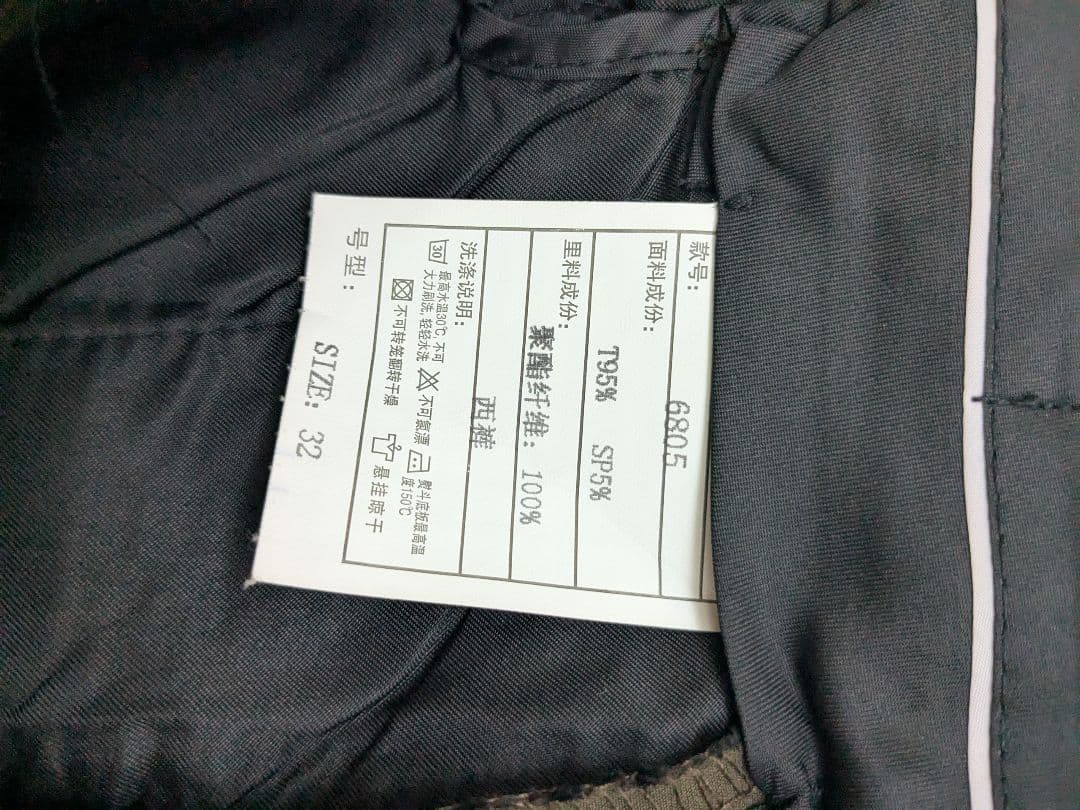 款号:
6805
面料成份:
T95% SP5%
里料成份:
聚酯纤维: 100%
西裤
洗涤说明:
30 最高水温30℃,不可
大力刷洗,轻轻水洗
不可氯漂
熨斗底板最高温
度150℃
不可转笼翻转干燥
悬挂晾干
号型:
SIZE: 32